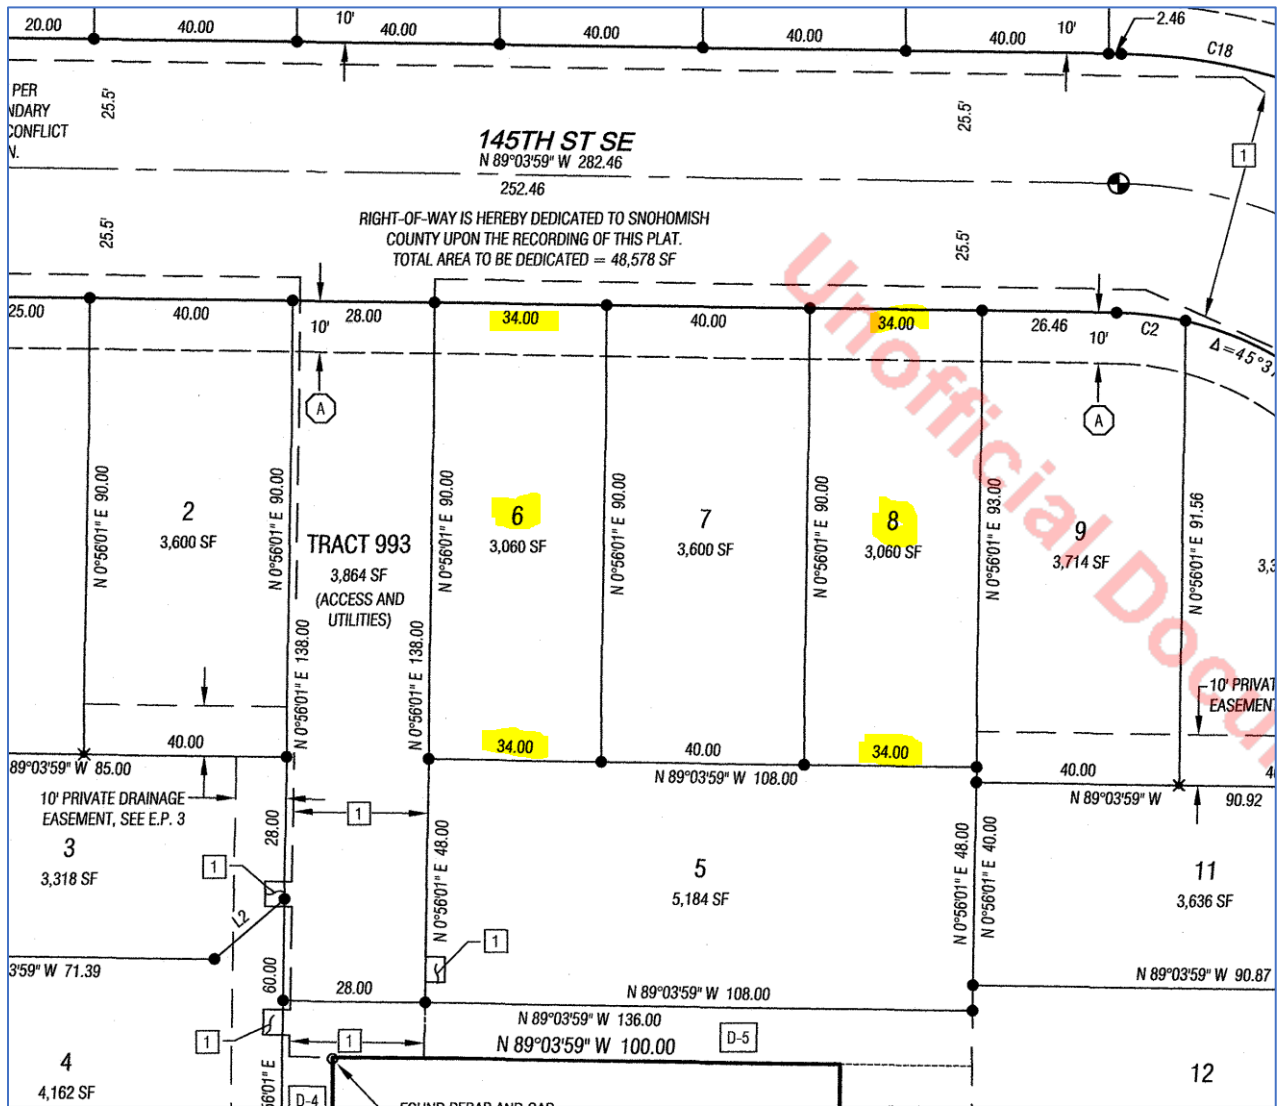 20.00
40.00
10'
40.00
40.00
40.00
40.00
10'
2.46
C18
PER
NDARY
CONFLICT
N.
25.5'
25.5'
145TH ST SE
N 89°03'59" W 282.46
252.46
1
RIGHT-OF-WAY IS HEREBY DEDICATED TO SNOHOMISH
COUNTY UPON THE RECORDING OF THIS PLAT.
TOTAL AREA TO BE DEDICATED = 48,578 SF
25.5'
25.5'
25.00
40.00
10'
28.00
34.00
40.00
34.00
26.46
10'
C2
Δ=45°3
A
A
N 0°56'01" E 90.00
2
3,600 SF
N 0°56'01" E 90.00
TRACT 993
3,864 SF
(ACCESS AND
UTILITIES)
N 0°56'01" E 90.00
6
3,060 SF
N 0°56'01" E 90.00
7
3,600 SF
N 0°56'01" E 90.00
8
3,060 SF
N 0°56'01" E 93.00
9
3,714 SF
N 0°56'01" E 91.56
3,3
N 0°56'01" E 138.00
N 0°56'01" E 138.00
10' PRIVAT
EASEMENT
40.00
34.00
40.00
34.00
89°03'59" W 85.00
N 89°03'59" W 108.00
40.00
N 89°03'59" W
90.92
10' PRIVATE DRAINAGE
EASEMENT, SEE E.P. 3
1
28.00
3
3,318 SF
1
L2
N 0°56'01" E 48.00
5
5,184 SF
N 0°56'01" E 48.00
N 0°56'01" E 40.00
11
3,636 SF
1
3'59" W 71.39
60.00
28.00
N 89°03'59" W 108.00
N 89°03'59" W 90.87
N 89°03'59" W 136.00
1
1
N 89°03'59" W 100.00
D-5
4
4,162 SF
12
56'01" E
D-4
FOUND REBAR AND CAP
Unofficial Docu